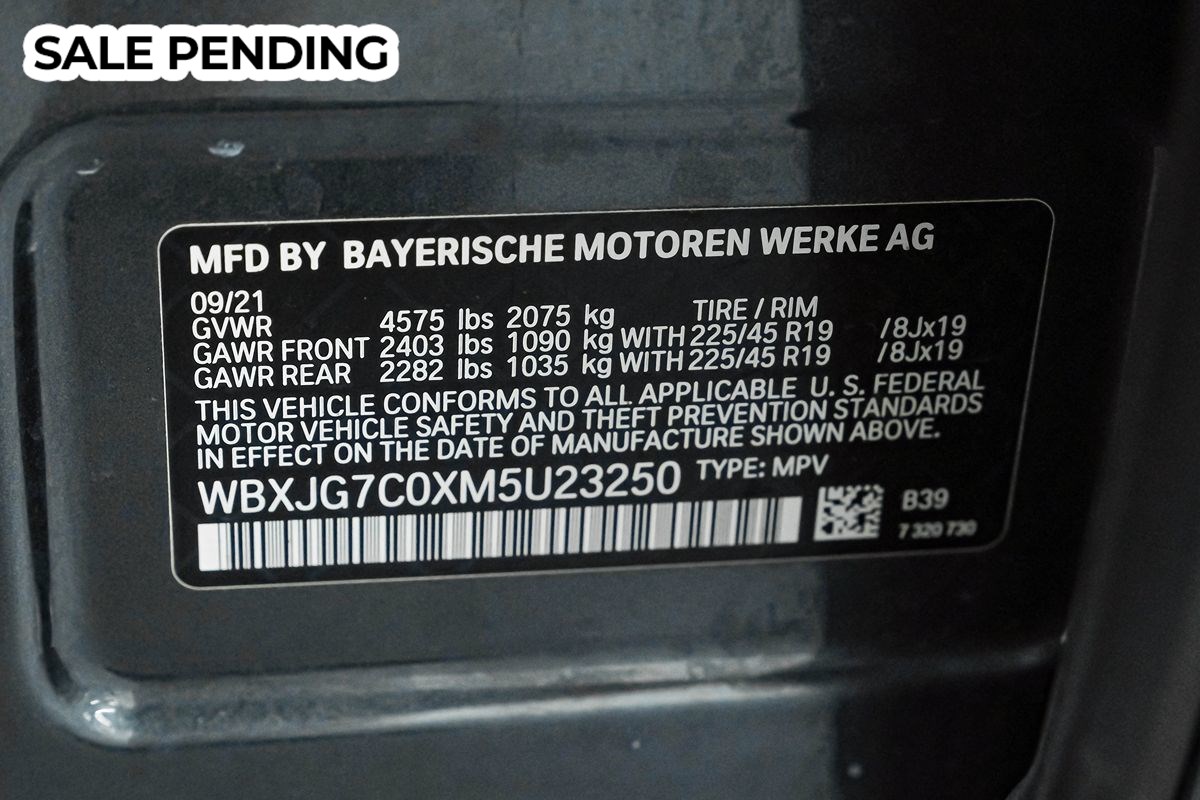 SALE PENDING
MFD BY BAYERISCHE MOTOREN WERKE AG
09/21 TIRE / RIM
GVWR 4575 lbs 2075 kg
GAWR FRONT 2403 lbs 1090 kg WITH 225/45 R19 /8Jx19
GAWR REAR 2282 lbs 1035 kg WITH 225/45 R19 /8Jx19
THIS VEHICLE CONFORMS TO ALL APPLICABLE U. S. FEDERAL
MOTOR VEHICLE SAFETY AND THEFT PREVENTION STANDARDS
IN EFFECT ON THE DATE OF MANUFACTURE SHOWN ABOVE.
WBXJG7C0XM5U23250 TYPE: MPV
B39
7 320 730